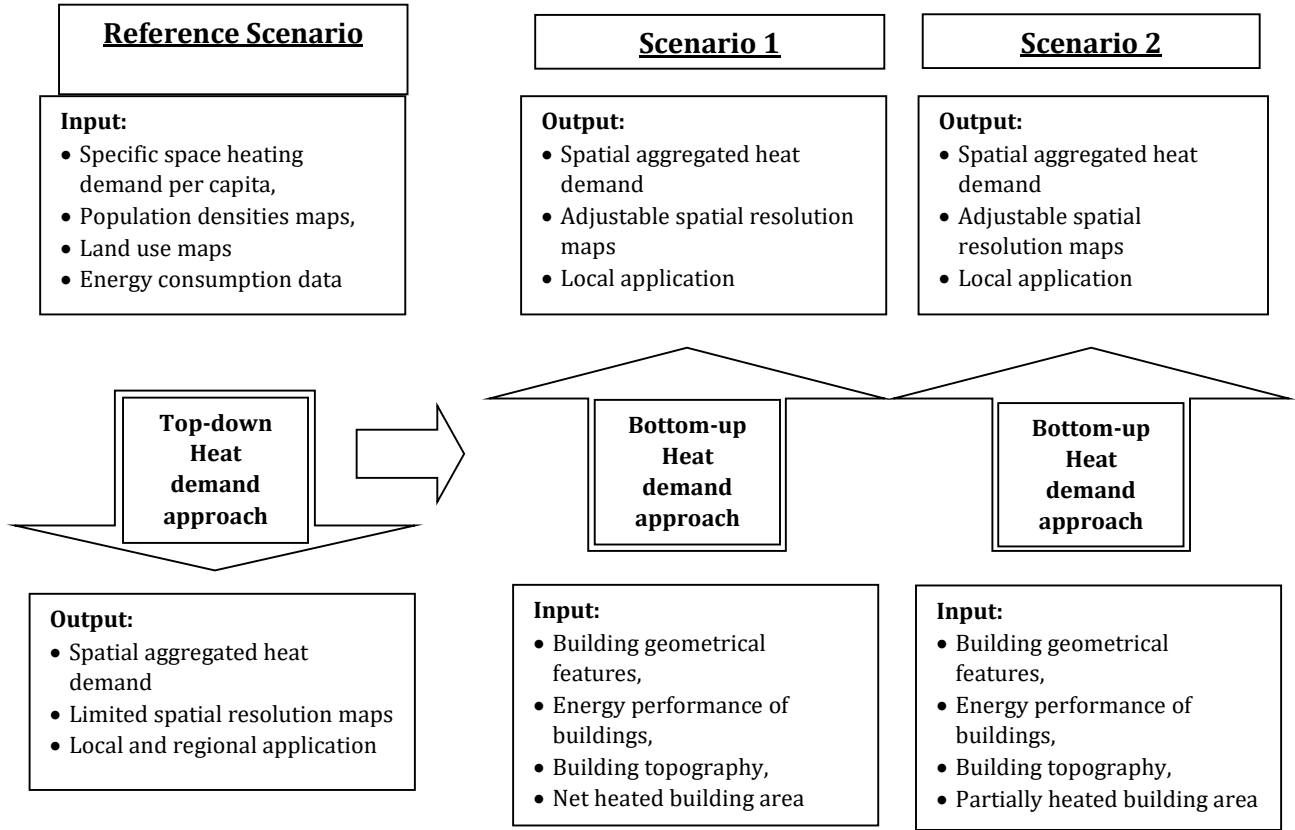 Reference Scenario
Input:
• Specific space heating
demand per capita,
• Population densities maps,
• Land use maps
• Energy consumption data
Top-down
Heat
demand
approach
Output:
• Spatial aggregated heat
demand
• Limited spatial resolution maps
• Local and regional application
Scenario 1
Output:
• Spatial aggregated heat
demand
• Adjustable spatial resolution
maps
• Local application
Bottom-up
Heat
demand
approach
Input:
• Building geometrical
features,
• Energy performance of
buildings,
• Building topography,
• Net heated building area
Scenario 2
Output:
• Spatial aggregated heat
demand
• Adjustable spatial
resolution maps
• Local application
Bottom-up
Heat
demand
approach
Input:
• Building geometrical
features,
• Energy performance of
buildings,
• Building topography,
• Partially heated building area